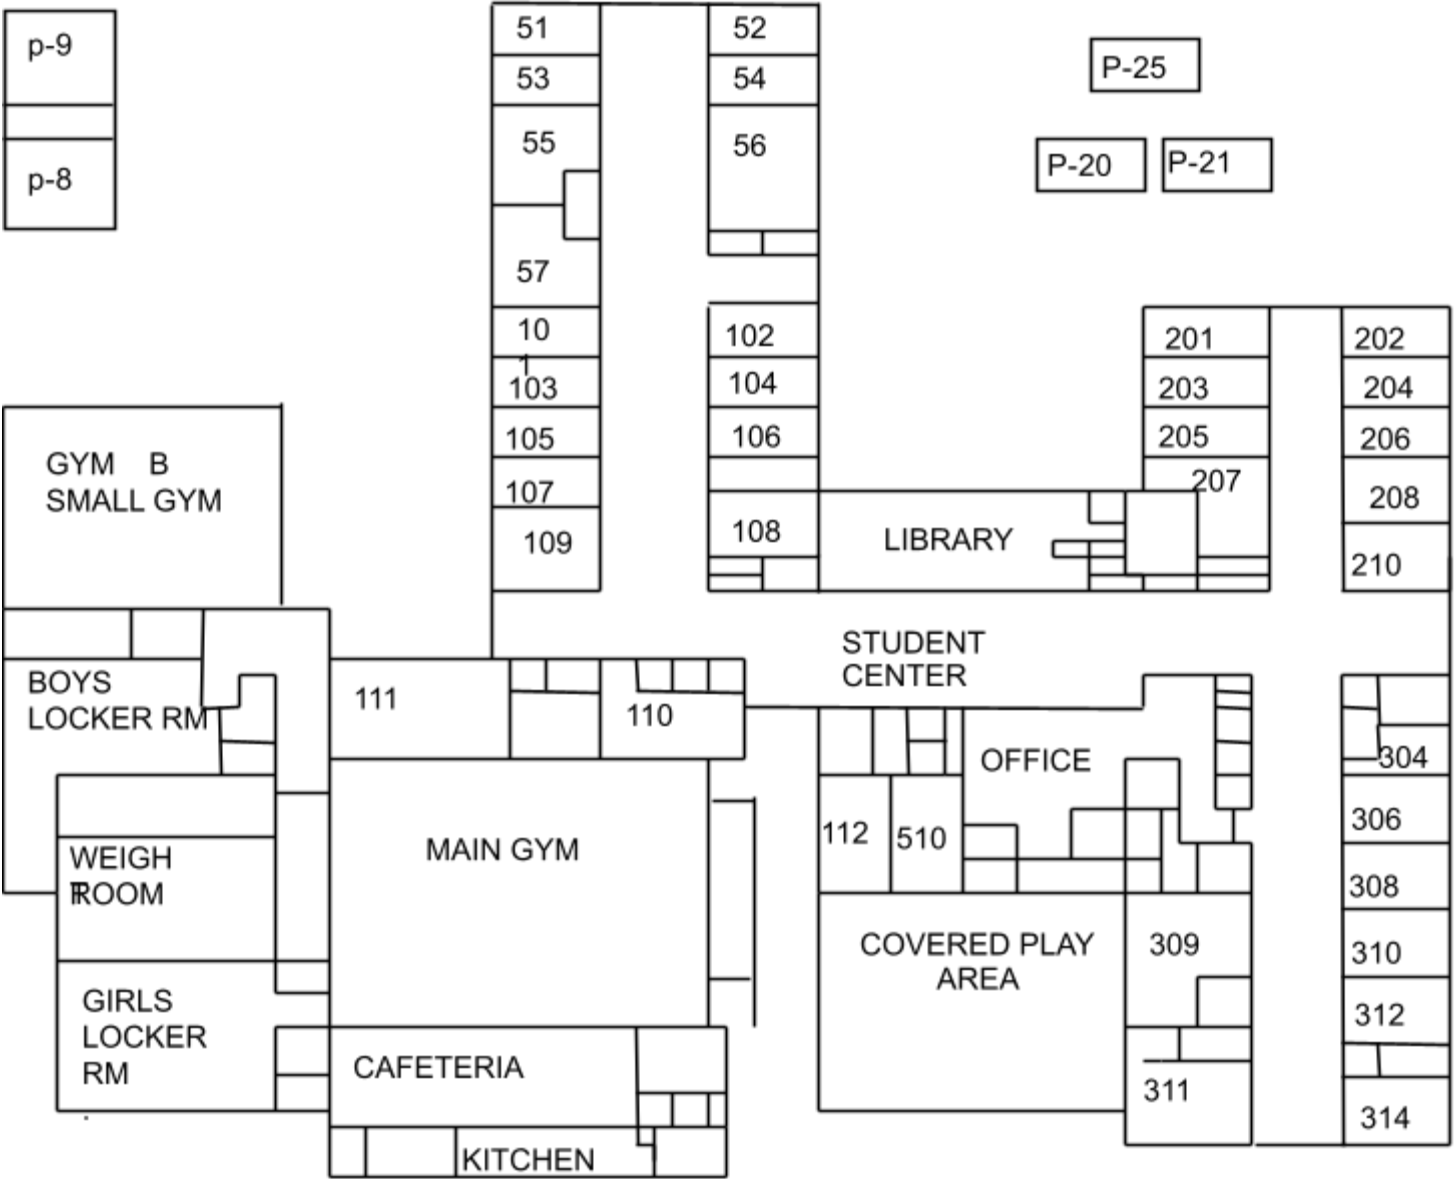 p-9
p-8
51
53
55
57
10
1
103
105
107
109
52
54
56
102
104
106
108
P-25
P-20
P-21
201
203
205
207
202
204
206
208
210
GYM B
SMALL GYM
LIBRARY
STUDENT
CENTER
BOYS
LOCKER RM
111
110
OFFICE
112
510
MAIN GYM
WEIGH
T
ROOM
GIRLS
LOCKER
RM
CAFETERIA
KITCHEN
COVERED PLAY
AREA
309
311
304
306
308
310
312
314